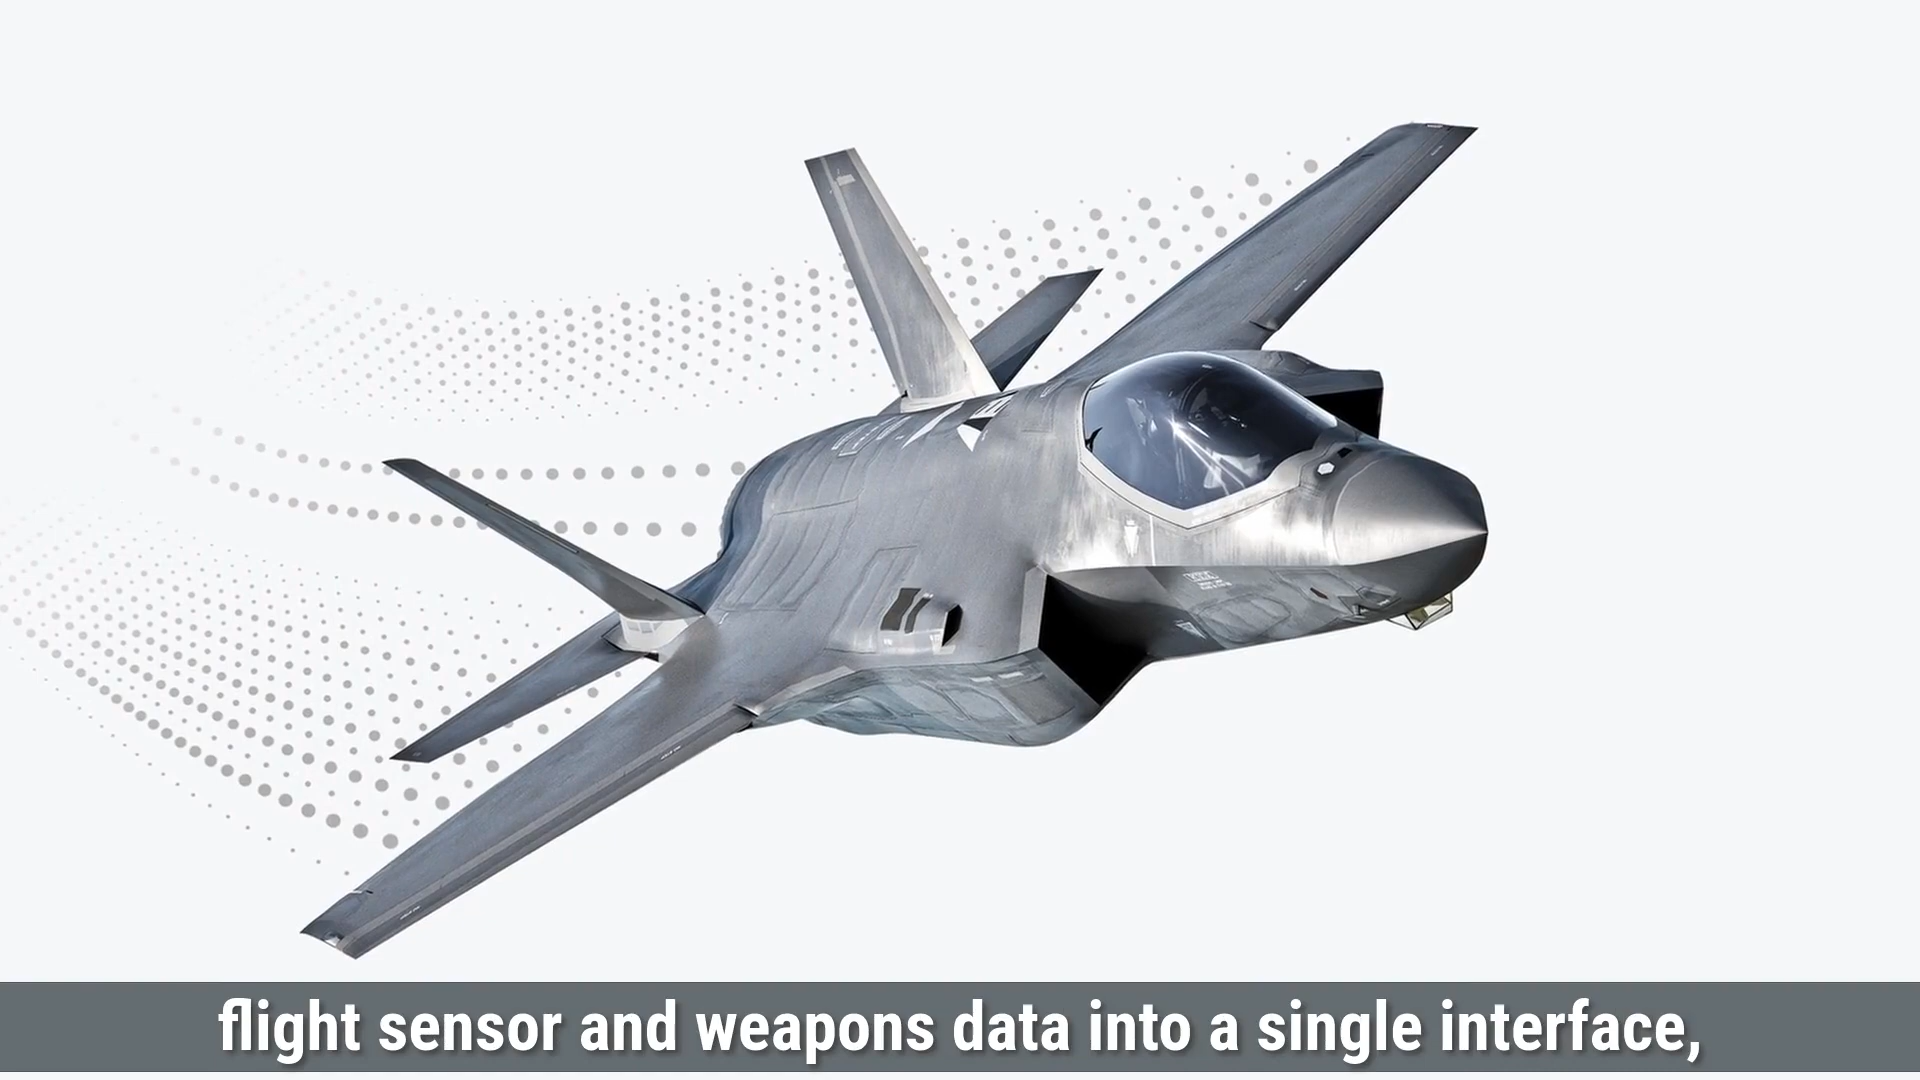 flight sensor and weapons data into a single interface,